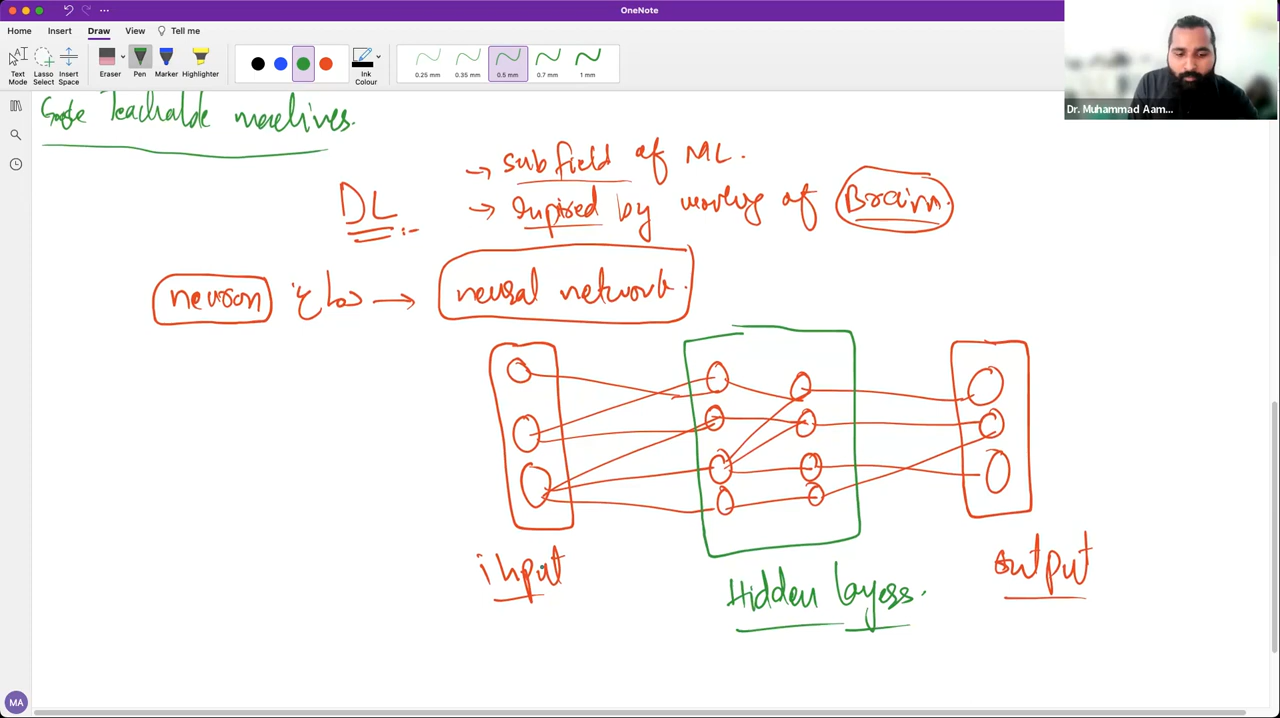 OneNote
Home Insert Draw View Tell me
Text Mode
Lasso Select
Insert Space
Eraser
Pen
Marker
Highlighter
Ink Colour
0.25 mm
0.35 mm
0.5 mm
0.7 mm
1 mm
Dr. Muhammad Aam...
Teachable machines.
DL :-
→ subfield of ML.
→ Inpired by working of Brain.
neuron → neural network.
input
Hidden layers.
output
MA